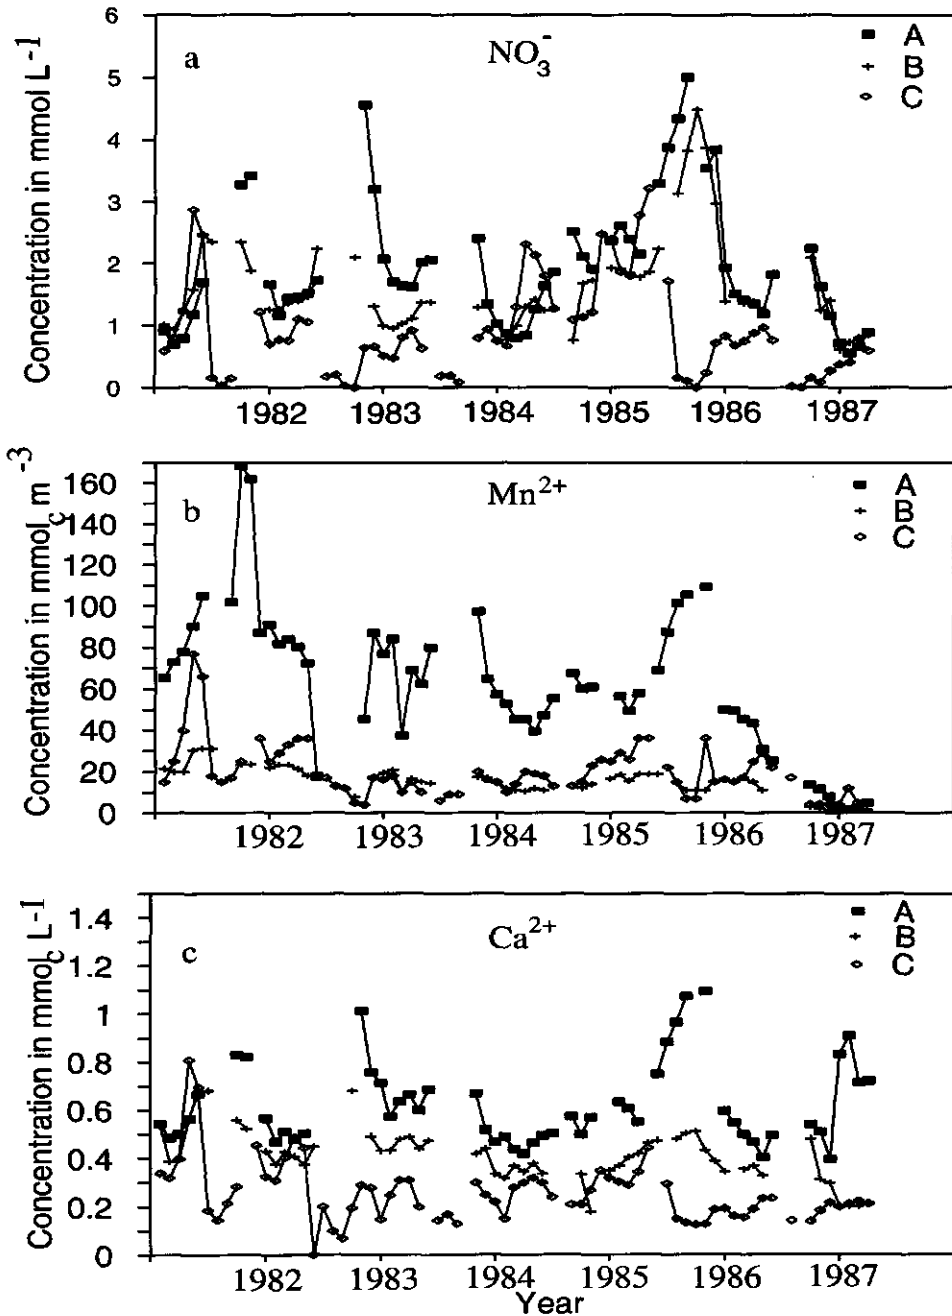 Concentration in mmol L⁻¹
a
NO₃⁻
A
B
C
6
5
4
3
2
1
0
1982 1983 1984 1985 1986 1987
Concentration in mmol_c m⁻³
b
Mn²⁺
A
B
C
160
140
120
100
80
60
40
20
0
1982 1983 1984 1985 1986 1987
Concentration in mmol_c L⁻¹
c
Ca²⁺
A
B
C
1.4
1.2
1
0.8
0.6
0.4
0.2
0
1982 1983 1984 1985 1986 1987
Year